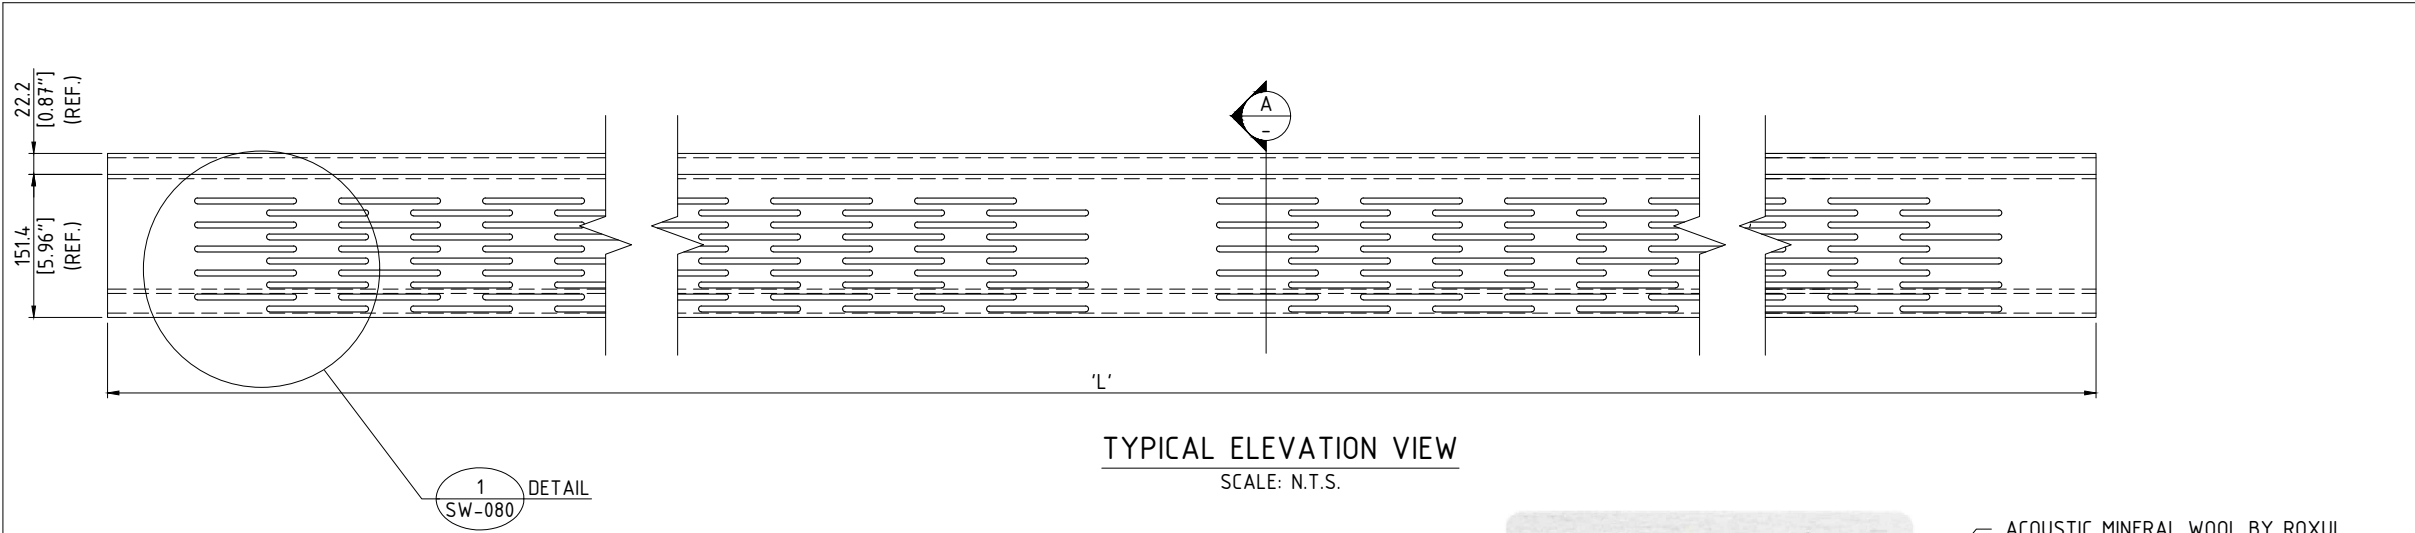 22.2
[0.87"]
(REF.)
151.4
[5.96"]
(REF.)
A
-
'L'
TYPICAL ELEVATION VIEW
SCALE: N.T.S.
1
SW-080
DETAIL
ACOUSTIC MINERAL WOOL BY ROXUL